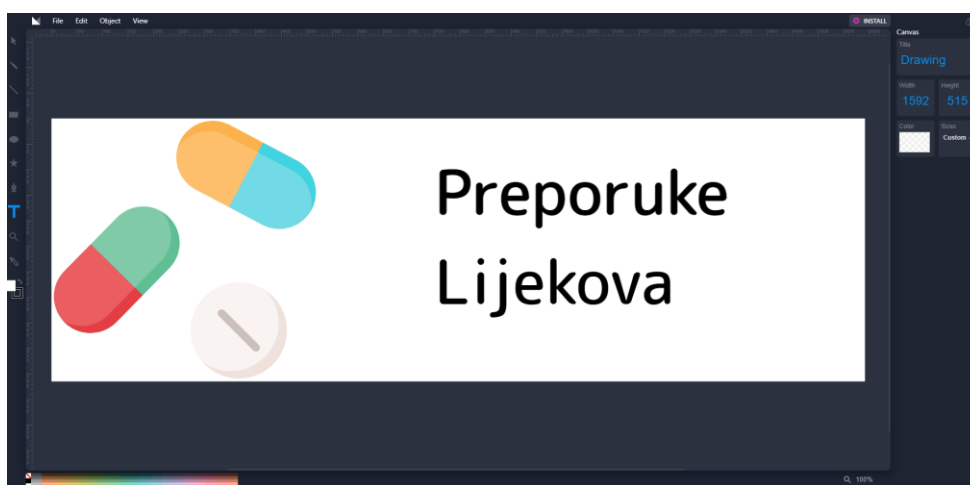 File Edit Object View
INSTALL
Canvas
Title
Drawing
Width Height
1592 515
Color Sizes
Custom
Preporuke
Lijekova
100%